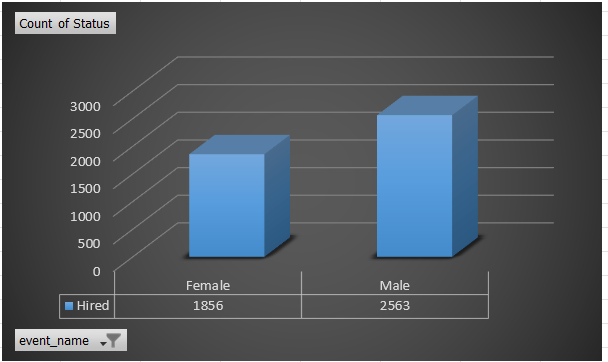 Count of Status
3000
2500
2000
1500
1000
500
0
Female Male
Hired 1856 2563
event_name